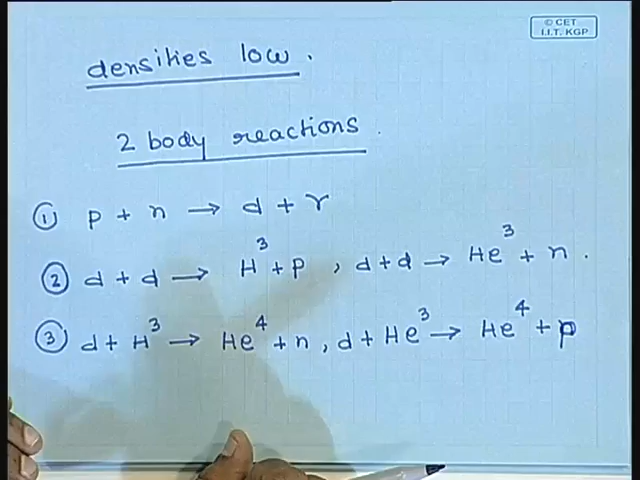 © CET
I.I.T. KGP
densities low.
2 body reactions.
① p + n → d + γ
② d + d → H³ + p, d + d → He³ + n.
③ d + H³ → He⁴ + n, d + He³ → He⁴ + p